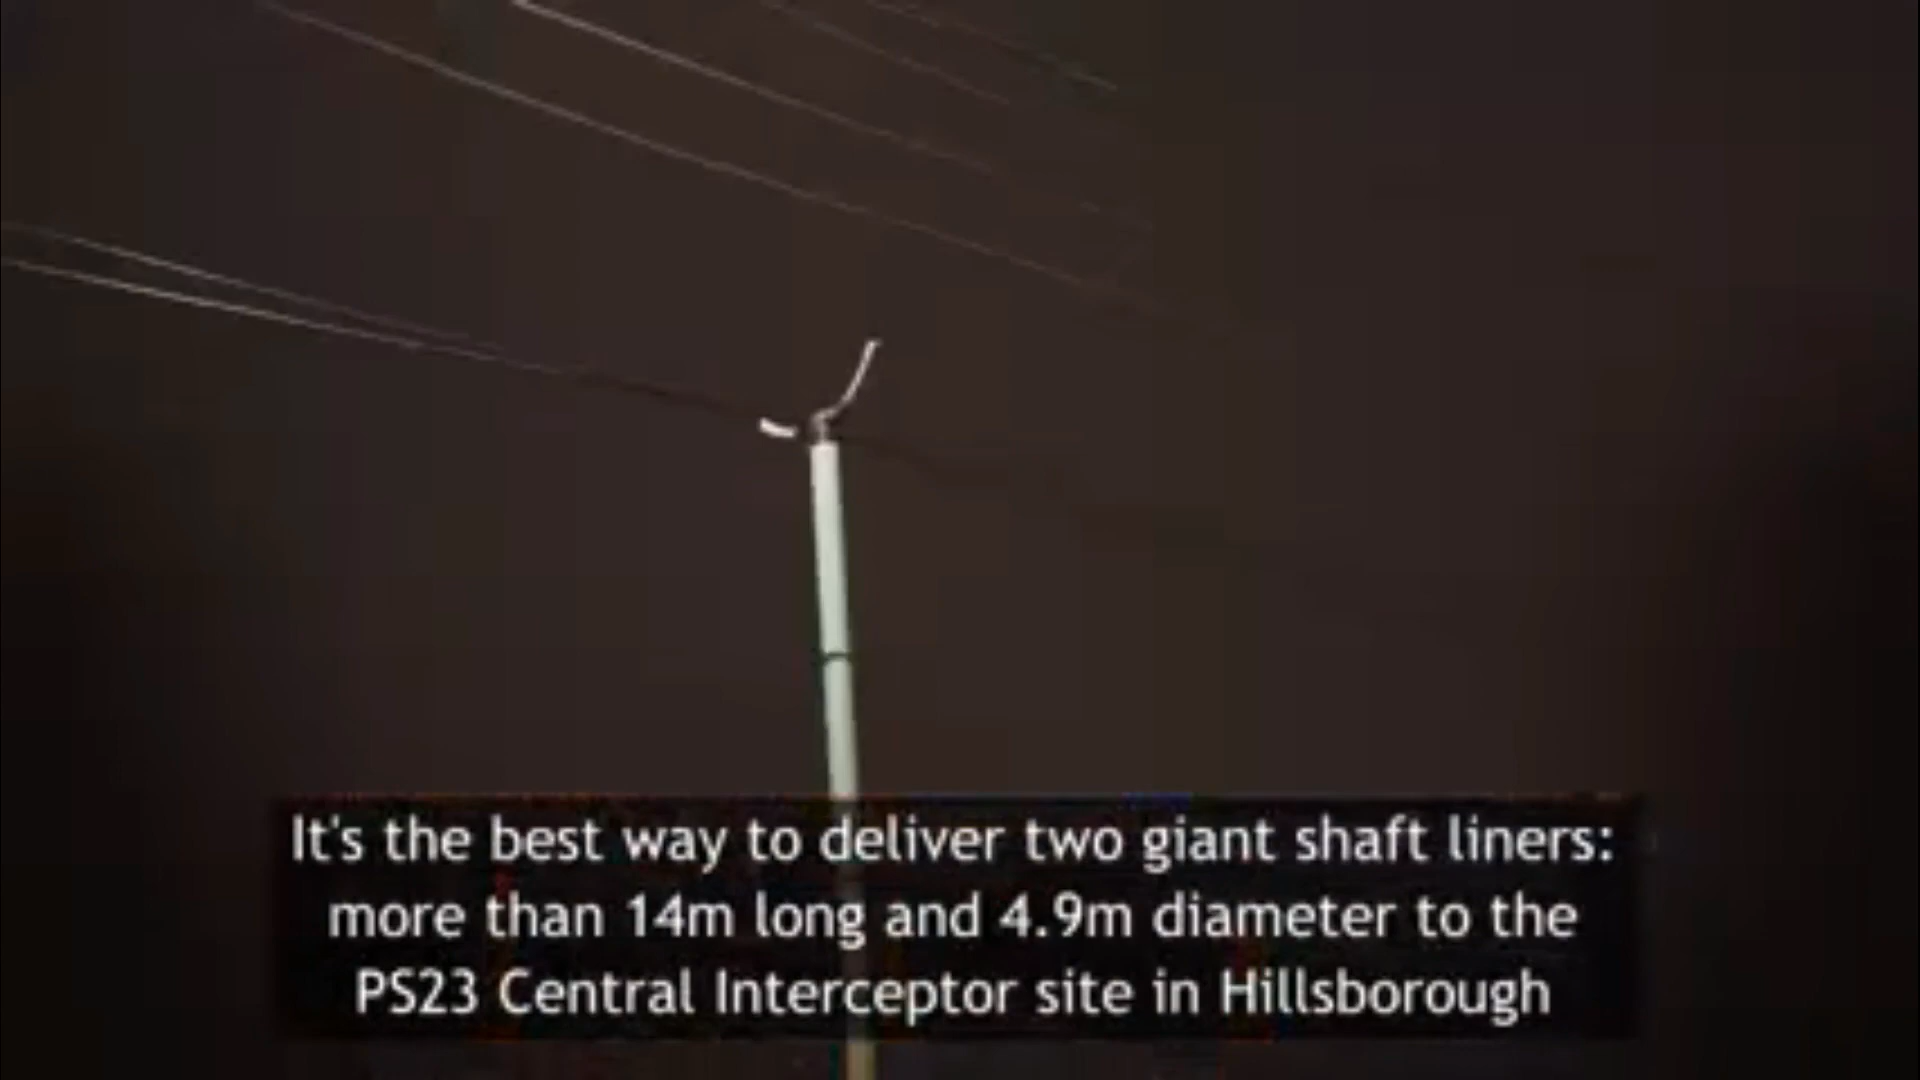 It's the best way to deliver two giant shaft liners:
more than 14m long and 4.9m diameter to the
PS23 Central Interceptor site in Hillsborough